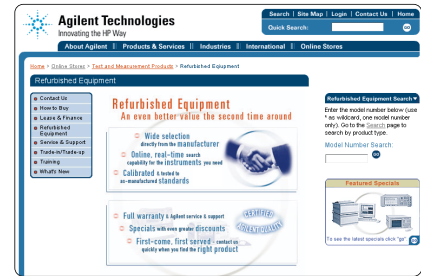 Agilent Technologies
Innovating the HP Way
Search | Site Map | Login | Contact Us | Home
Quick Search:
GO
About Agilent || Products & Services || Industries || International || Online Stores
Home > Online Stores > Test and Measurement Products > Refurbished Equipment
Refurbished Equipment
Contact Us
How to Buy
Lease & Finance
Refurbished
Equipment
Service & Support
Trade-in/Trade-up
Training
What's New
Refurbished Equipment
An even better value the second time around
Wide selection
directly from the manufacturer
Online, real-time search
capability for the instruments you need
Calibrated & tested to
as-manufactured standards
Full warranty & Agilent service & support
Specials with even greater discounts
First-come, first served - contact us
quickly when you find the right product
CERTIFIED
AGILENT QUALITY
Refurbished Equipment Search
Enter the model number below (use
* as wildcard, one model number
only). Go to the Search page to
search by product type.
Model Number Search:
GO
Featured Specials
To see the latest specials click "go"
GO